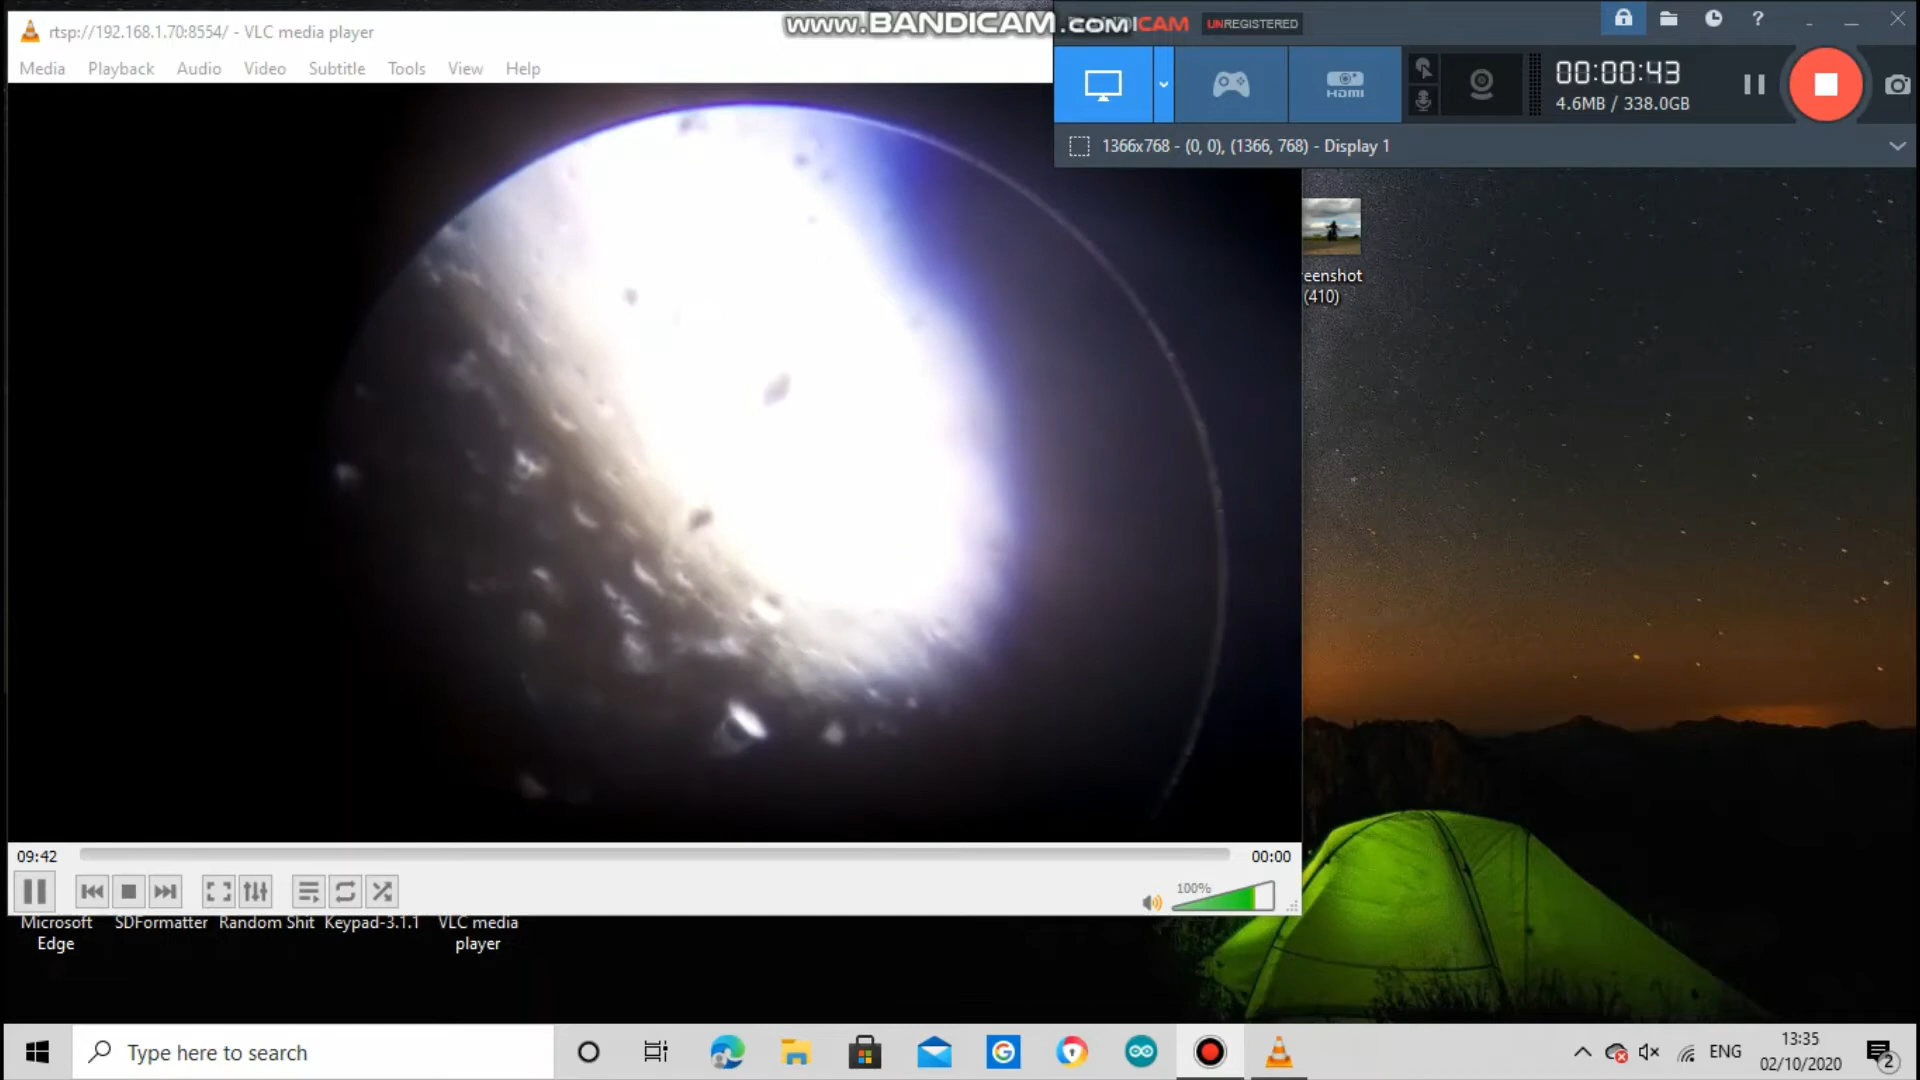 rtsp://192.168.1.70:8554/ - VLC media player
www.BANDICAM.com
ICAM
UNREGISTERED
?
Media Playback Audio Video Subtitle Tools View Help
HDMI
00:00:43
4.6MB / 338.0GB
1366x768 - (0, 0), (1366, 768) - Display 1
eenshot
(410)
09:42
00:00
100%
Microsoft
Edge
SDFormatter
Random Shit
Keypad-3.1.1
VLC media
player
Type here to search
G
ENG
13:35
02/10/2020
2